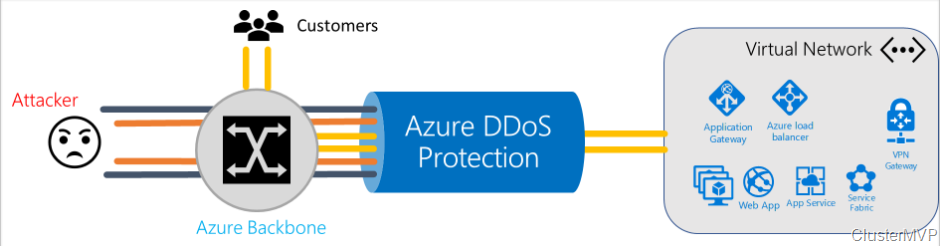 Customers
Attacker
Azure Backbone
Azure DDoS
Protection
Virtual Network
Application
Gateway
Azure load
balancer
VPN
Gateway
Web App
App Service
Service
Fabric
ClusterMVP